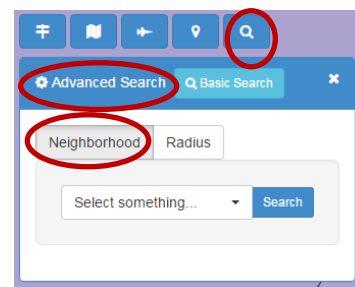 Advanced Search Basic Search ×
Neighborhood Radius
Select something... Search